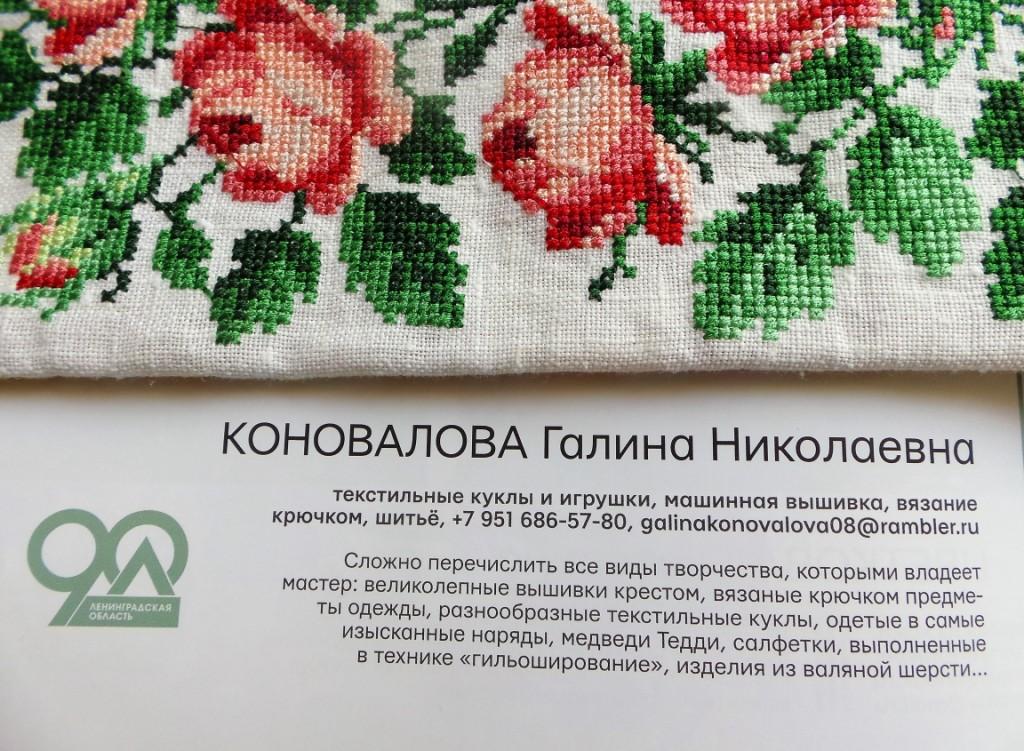 КОНОВАЛОВА Галина Николаевна
текстильные куклы и игрушки, машинная вышивка, вязание
крючком, шитьё, +7 951 686-57-80, galinakonovalova08@rambler.ru
90 ЛЕНИНГРАДСКАЯ
ОБЛАСТЬ
Сложно перечислить все виды творчества, которыми владеет
мастер: великолепные вышивки крестом, вязаные крючком предме-
ты одежды, разнообразные текстильные куклы, одетые в самые
изысканные наряды, медведи Тедди, салфетки, выполненные
в технике «гильоширование», изделия из валяной шерсти...